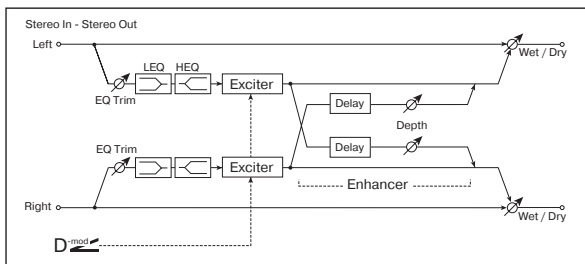 Stereo In - Stereo Out
Left
Wet / Dry
LEQ HEQ
EQ Trim
Exciter
Delay
Depth
EQ Trim
Delay
Exciter
Enhancer
Right
Wet / Dry
D-mod